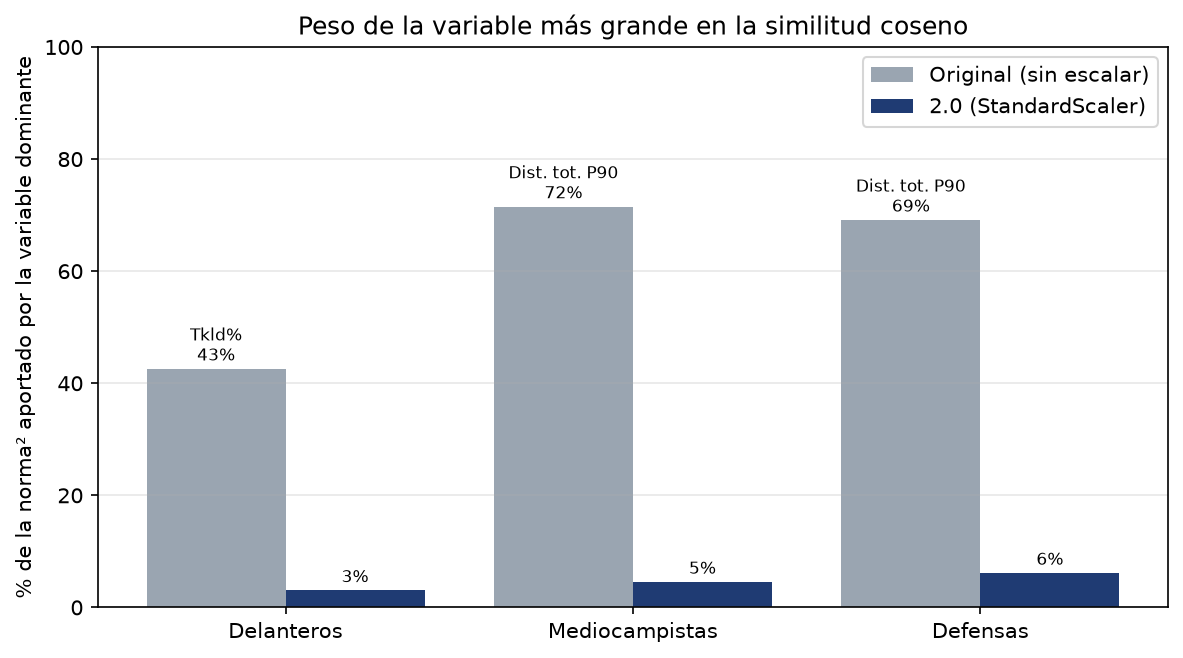 Peso de la variable más grande en la similitud coseno
% de la norma² aportado por la variable dominante
100
80
60
40
20
0
Original (sin escalar)
2.0 (StandardScaler)
Tkld%
43%
3%
Dist. tot. P90
72%
5%
Dist. tot. P90
69%
6%
Delanteros
Mediocampistas
Defensas